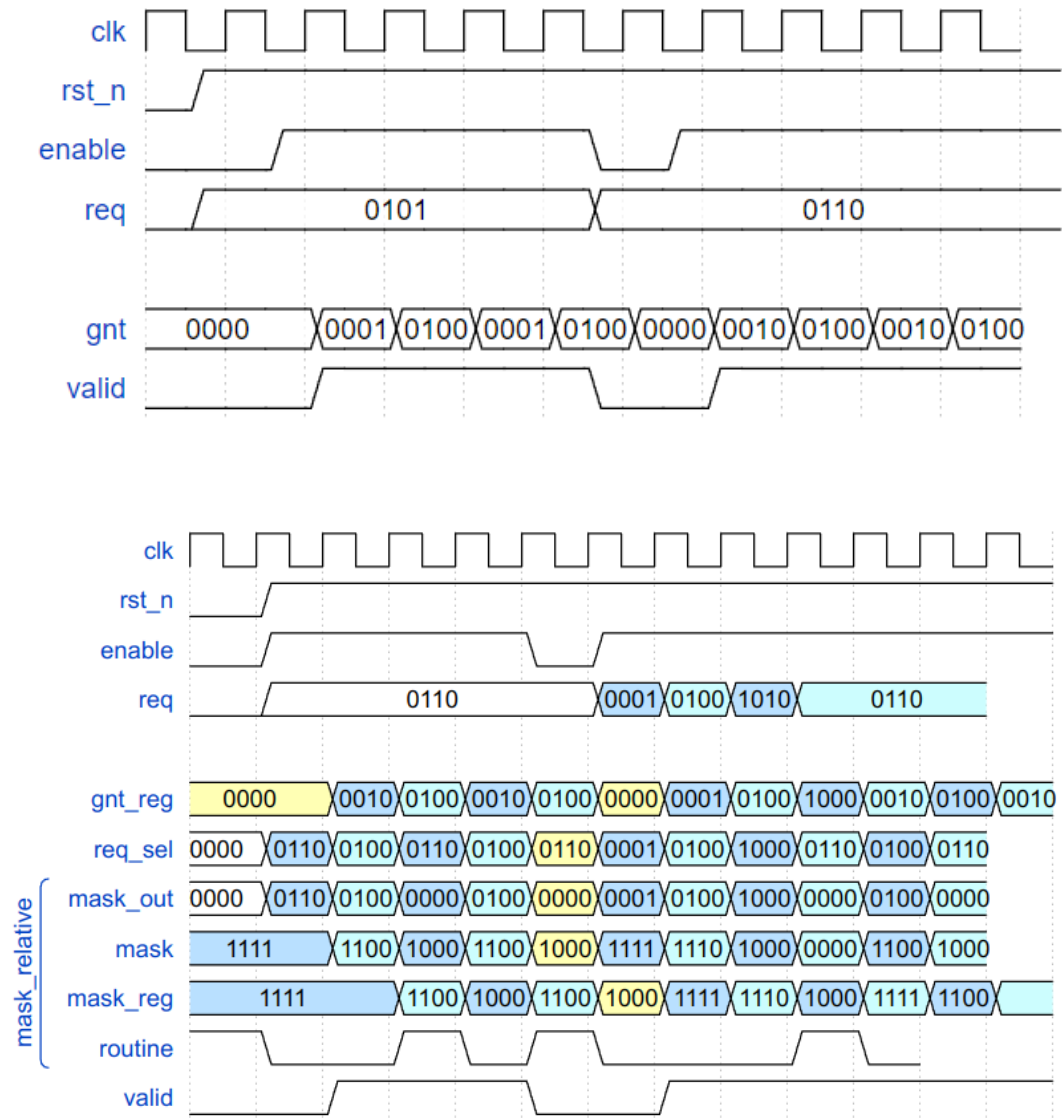 clk
rst_n
enable
req 0101 0110
gnt 0000 0001 0100 0001 0100 0000 0010 0100 0010 0100
valid
clk
rst_n
enable
req 0110 0001 0100 1010 0110
gnt_reg 0000 0010 0100 0010 0100 0000 0001 0100 1000 0010 0100 0010
req_sel 0000 0110 0100 0110 0100 0110 0001 0100 1000 0110 0100 0110
mask_relative
mask_out 0000 0110 0100 0000 0100 0000 0001 0100 1000 0000 0100 0000
mask 1111 1100 1000 1100 1000 1111 1110 1000 0000 1100 1000
mask_reg 1111 1100 1000 1100 1000 1111 1110 1000 1111 1100
routine
valid